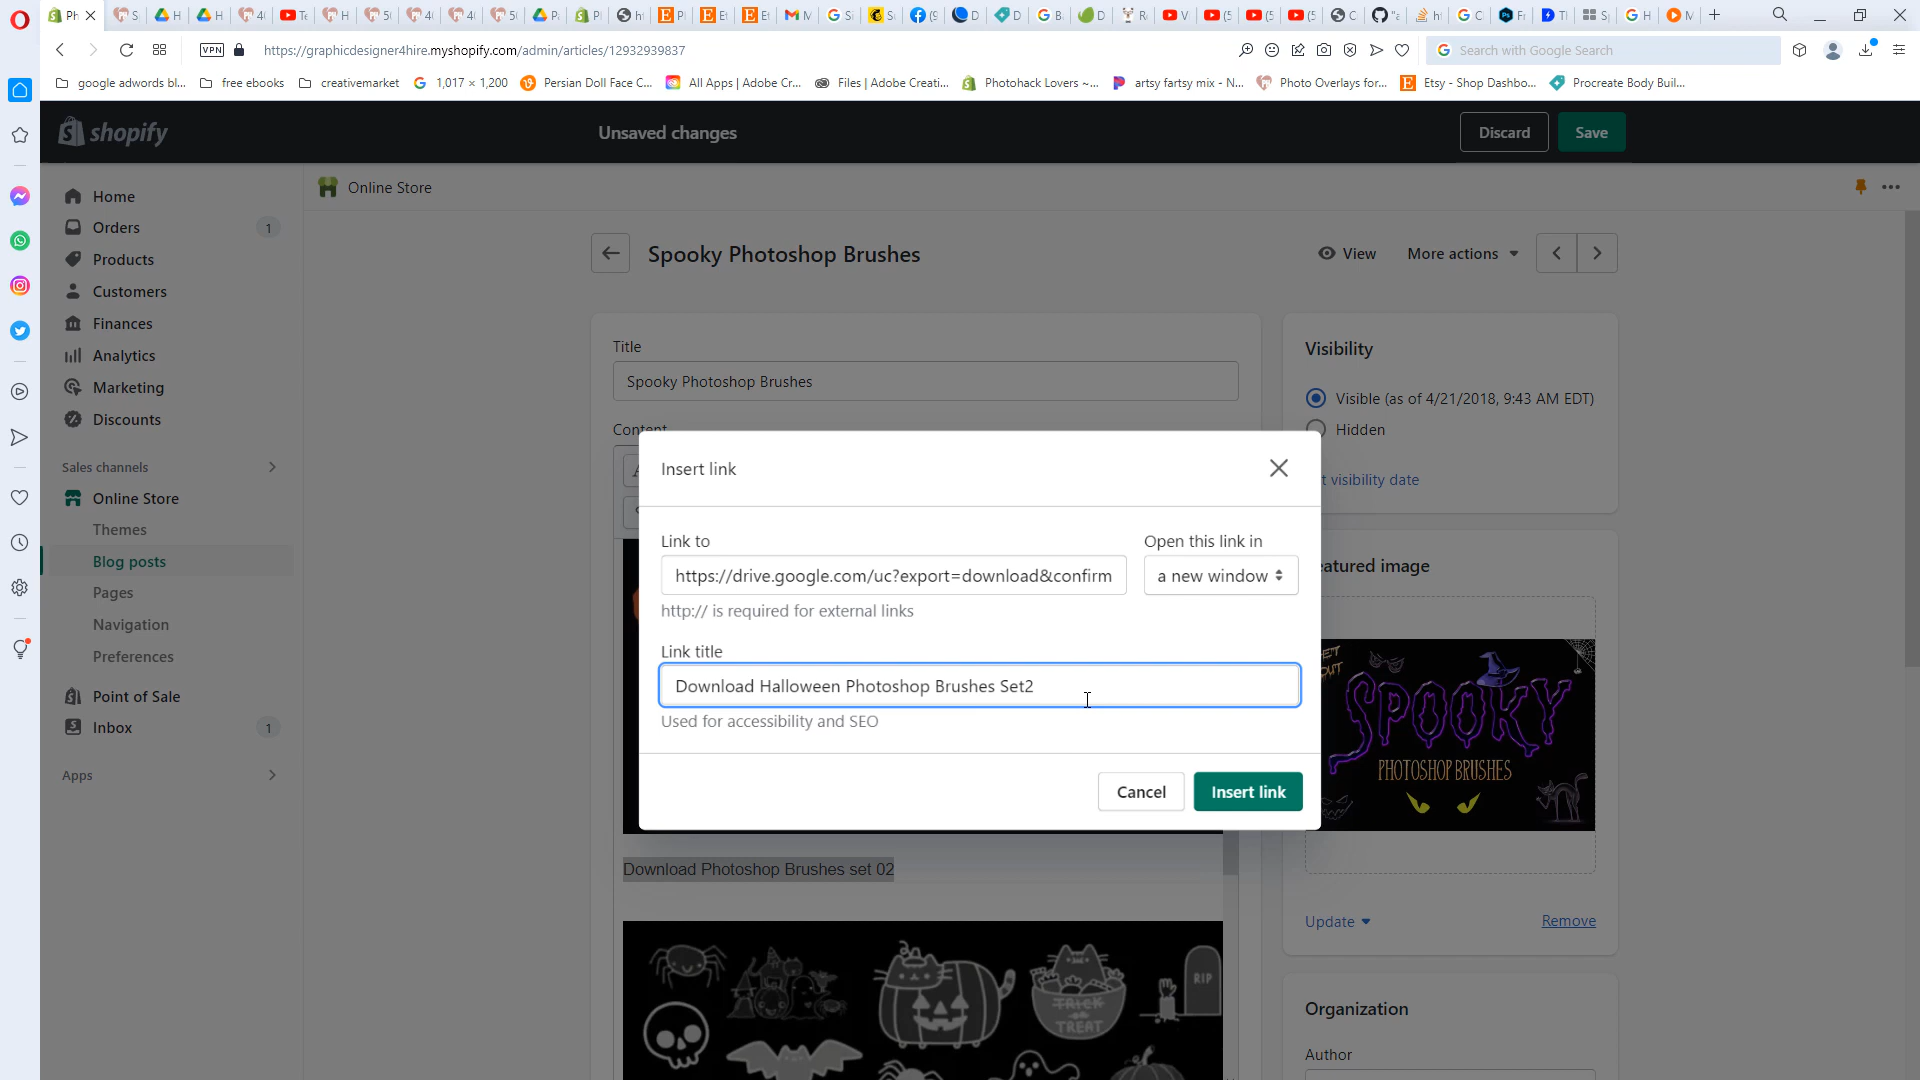 https://graphicdesigner4hire.myshopify.com/admin/articles/12932939837
VPN
Search with Google Search
google adwords bl...
free ebooks
creativemarket
1,017 × 1,200
Persian Doll Face C...
All Apps | Adobe Cr...
Files | Adobe Creati...
Photohack Lovers ~...
artsy fartsy mix - N...
Photo Overlays for...
Etsy - Shop Dashbo...
Procreate Body Buil...
shopify
Unsaved changes
Discard
Save
Home
Orders
1
Products
Customers
Finances
Analytics
Marketing
Discounts
Sales channels
Online Store
Themes
Blog posts
Pages
Navigation
Preferences
Point of Sale
Inbox
1
Apps
Online Store
Spooky Photoshop Brushes
View
More actions
Title
Spooky Photoshop Brushes
Content
Insert link
Link to
https://drive.google.com/uc?export=download&confirm
http:// is required for external links
Open this link in
a new window
Link title
Download Halloween Photoshop Brushes Set2
Used for accessibility and SEO
Cancel
Insert link
Download Photoshop Brushes set 02
TRICK
OR
TREAT
RIP
Visibility
Visible (as of 4/21/2018, 9:43 AM EDT)
Hidden
t visibility date
eatured image
SPOOKY
PHOTOSHOP BRUSHES
Update
Remove
Organization
Author